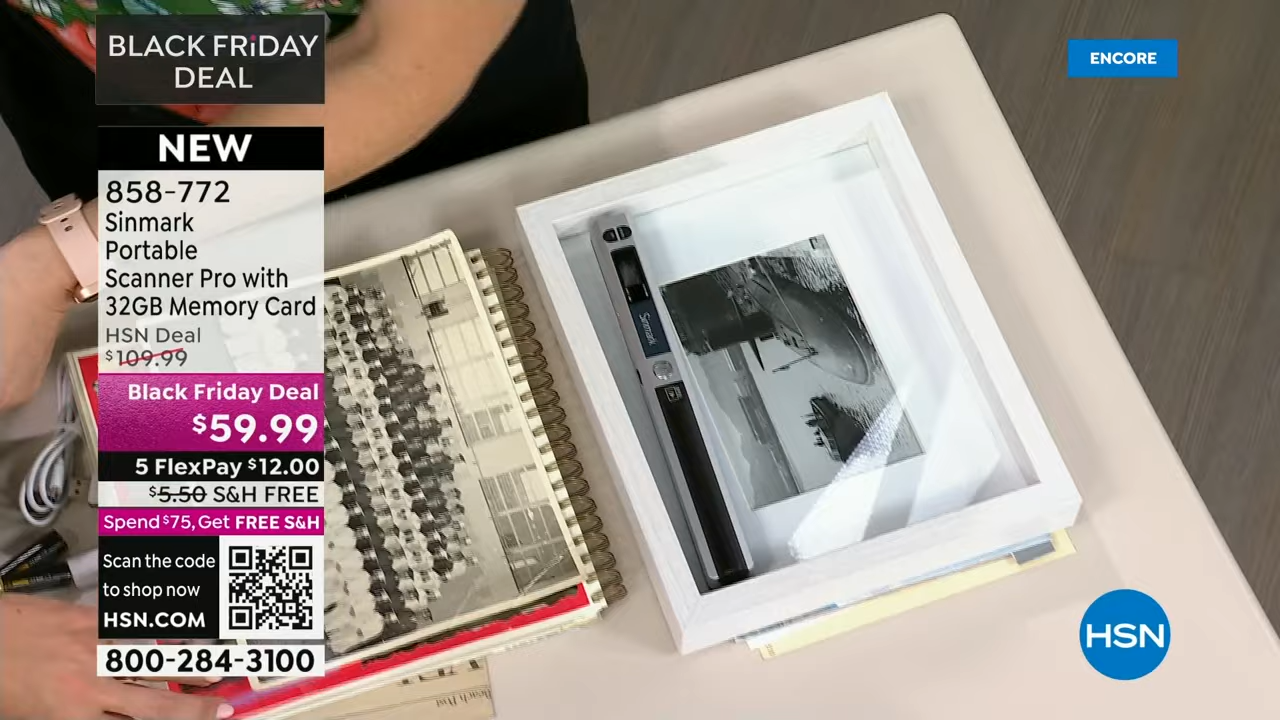 BLACK FRiDAY
DEAL
ENCORE
NEW
858-772
Sinmark
Portable
Scanner Pro with
32GB Memory Card
HSN Deal
$109.99
Black Friday Deal
$59.99
5 FlexPay $12.00
$5.50 S&H FREE
Spend $75, Get FREE S&H
Scan the code
to shop now
HSN.COM
800-284-3100
Sinmark
HSN
Beach Post